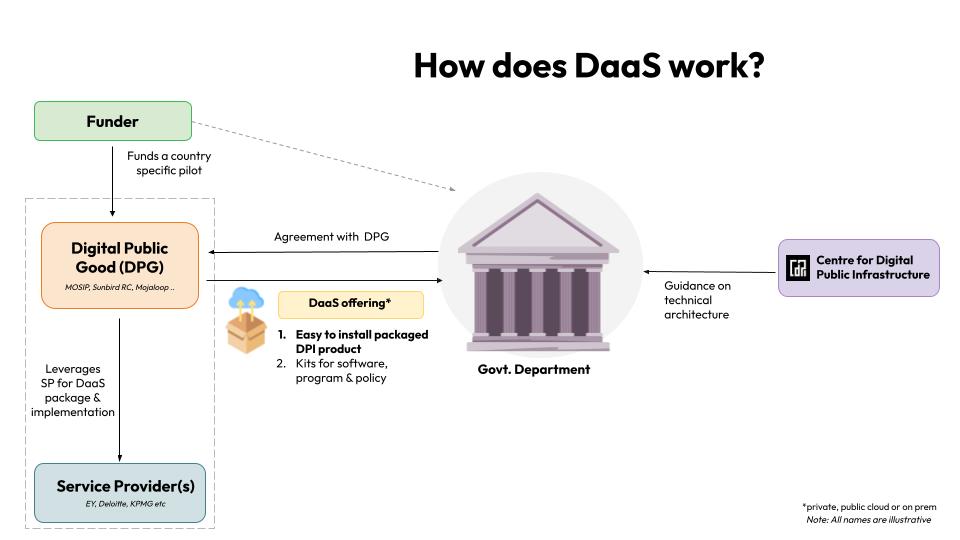 How does DaaS work?
Funder
Funds a country
specific pilot
Digital Public
Good (DPG)
MOSIP, Sunbird RC, Mojaloop ..
Agreement with DPG
DaaS offering*
1. Easy to install packaged
DPI product
2. Kits for software,
program & policy
Govt. Department
Guidance on
technical
architecture
Centre for Digital
Public Infrastructure
Leverages
SP for DaaS
package &
implementation
Service Provider(s)
EY, Deloitte, KPMG etc
*private, public cloud or on prem
Note: All names are illustrative